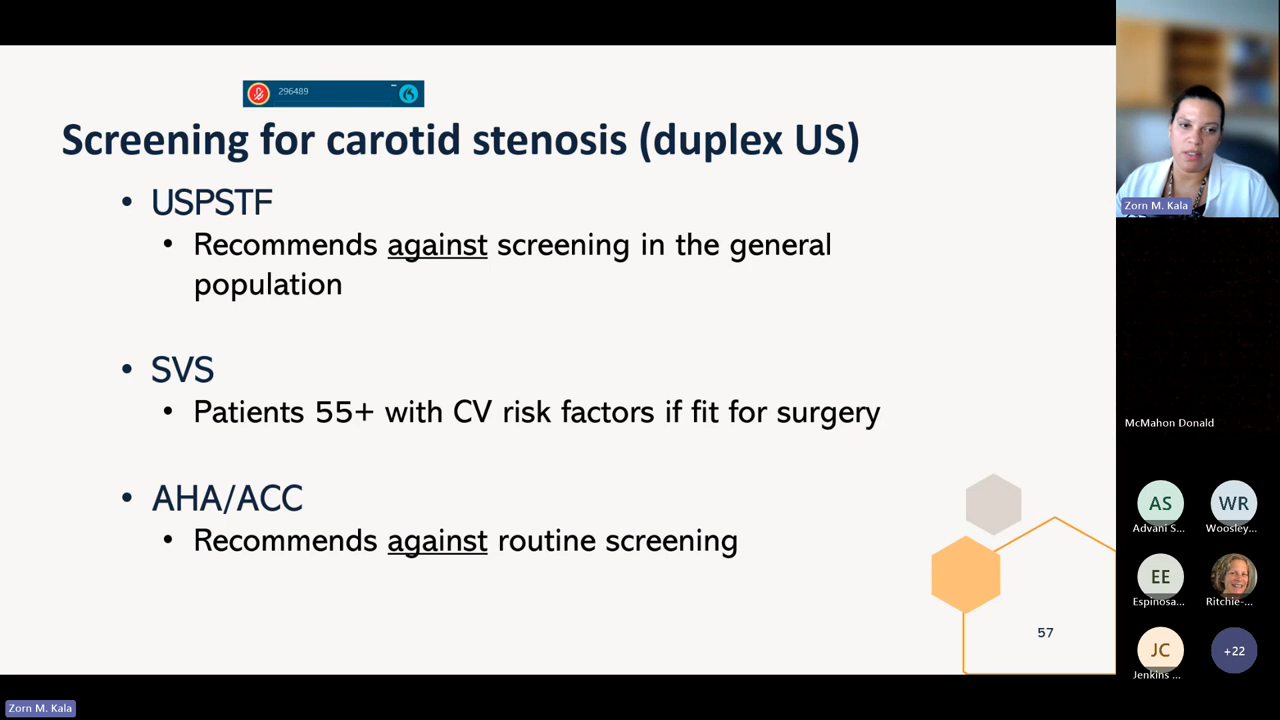 296489
Screening for carotid stenosis (duplex US)
• USPSTF
• Recommends against screening in the general
population
• SVS
• Patients 55+ with CV risk factors if fit for surgery
• AHA/ACC
• Recommends against routine screening
57
Zorn M. Kala
McMahon Donald
AS
WR
Advani S...
Woosley...
EE
Espinosa...
Ritchie-...
JC
+22
Jenkins ...
Zorn M. Kala